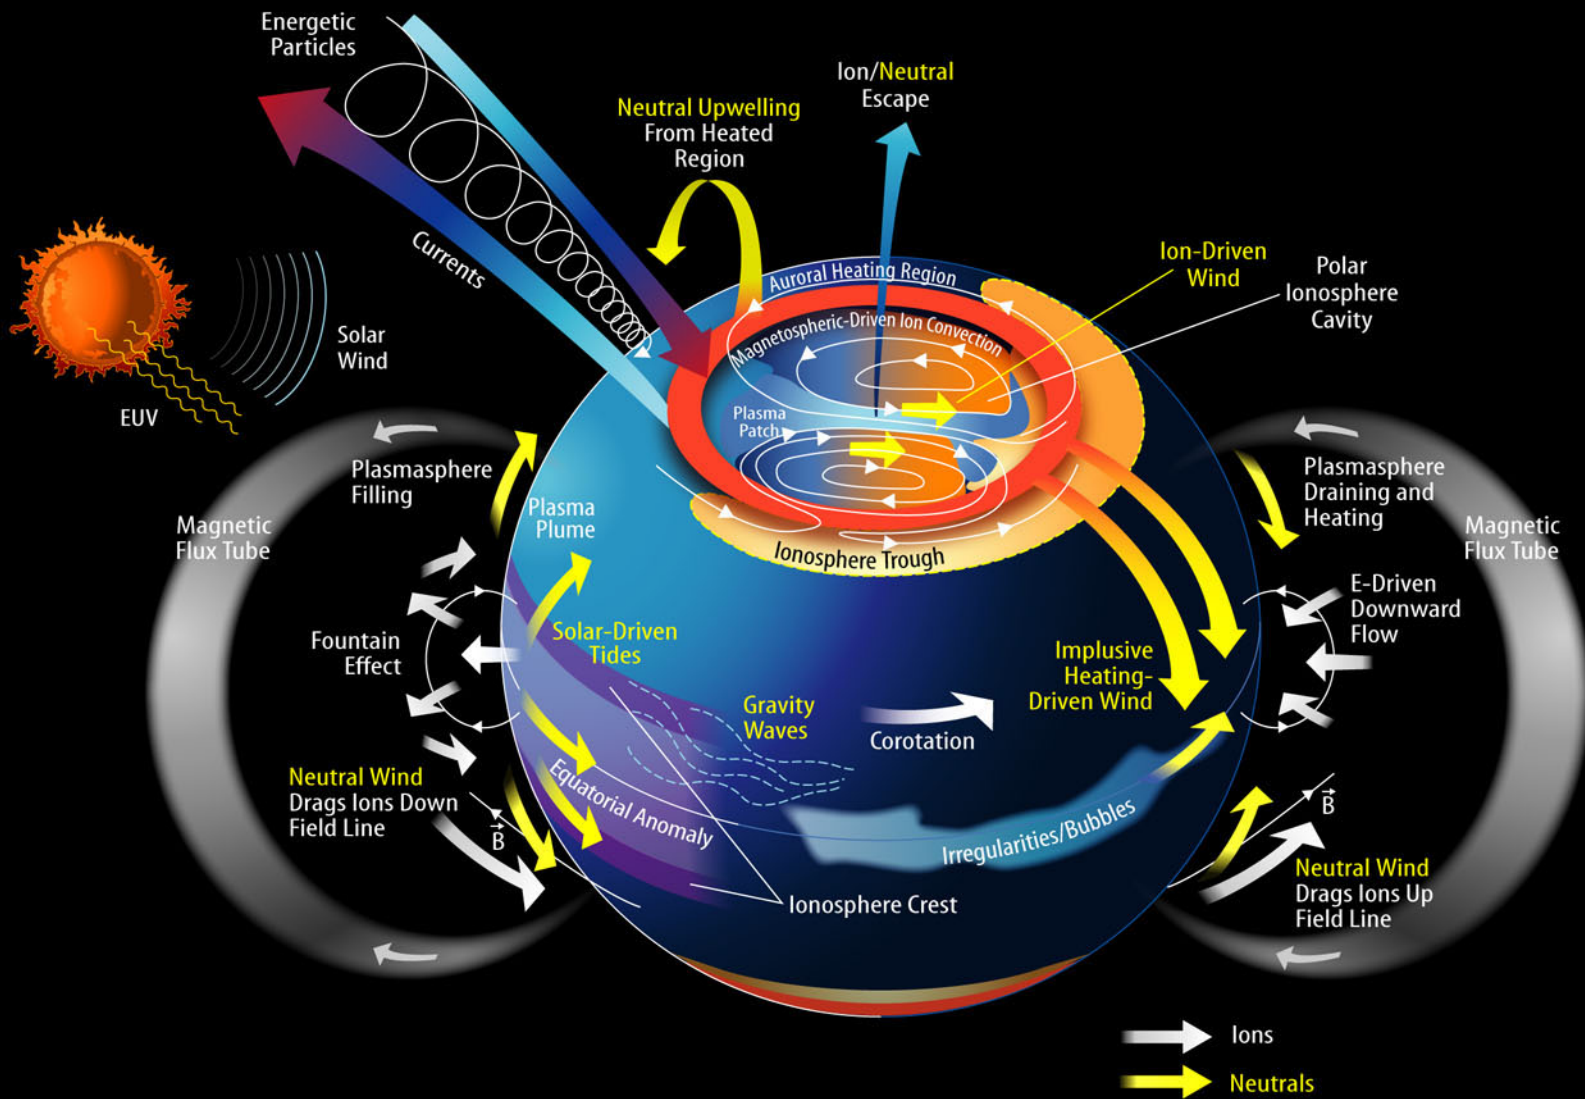 Energetic
Particles
Ion/Neutral
Escape
Neutral Upwelling
From Heated
Region
Currents
Solar
Wind
EUV
Auroral Heating Region
Magnetospheric-Driven Ion Convection
Plasma
Patch
Ion-Driven
Wind
Polar
Ionosphere
Cavity
Plasmasphere
Filling
Plasma
Plume
Magnetic
Flux Tube
Ionosphere Trough
Plasmasphere
Draining and
Heating
Magnetic
Flux Tube
Fountain
Effect
Solar-Driven
Tides
E-Driven
Downward
Flow
Implusive
Heating-
Driven Wind
Gravity
Waves
Corotation
Neutral Wind
Drags Ions Down
Field Line
B
Equatorial Anomaly
Irregularities/Bubbles
B
Neutral Wind
Drags Ions Up
Field Line
Ionosphere Crest
Ions
Neutrals